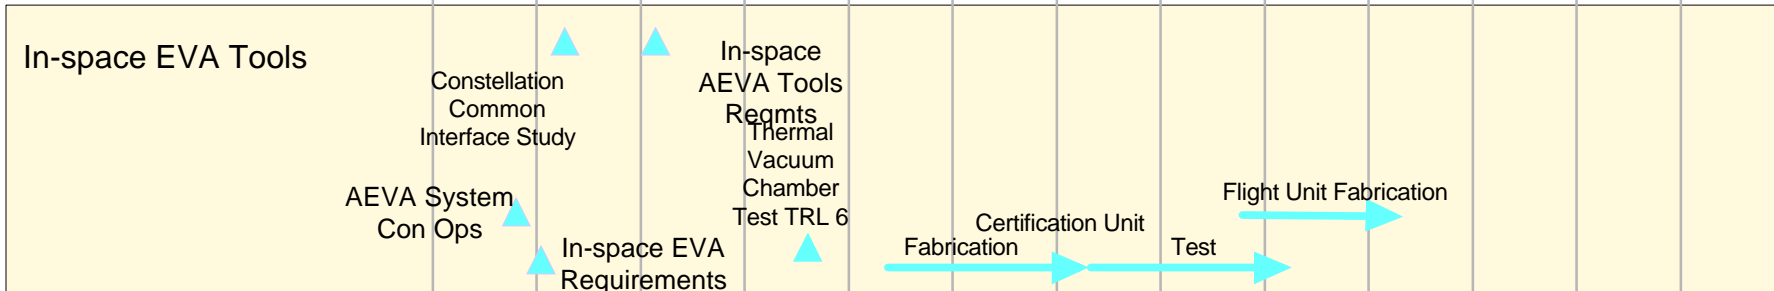 In-space EVA Tools
Constellation
Common
Interface Study
In-space
AEVA Tools
Reqmts
Thermal
Vacuum
Chamber
Test TRL 6
AEVA System
Con Ops
In-space EVA
Requirements
Certification Unit
Fabrication
Test
Flight Unit Fabrication